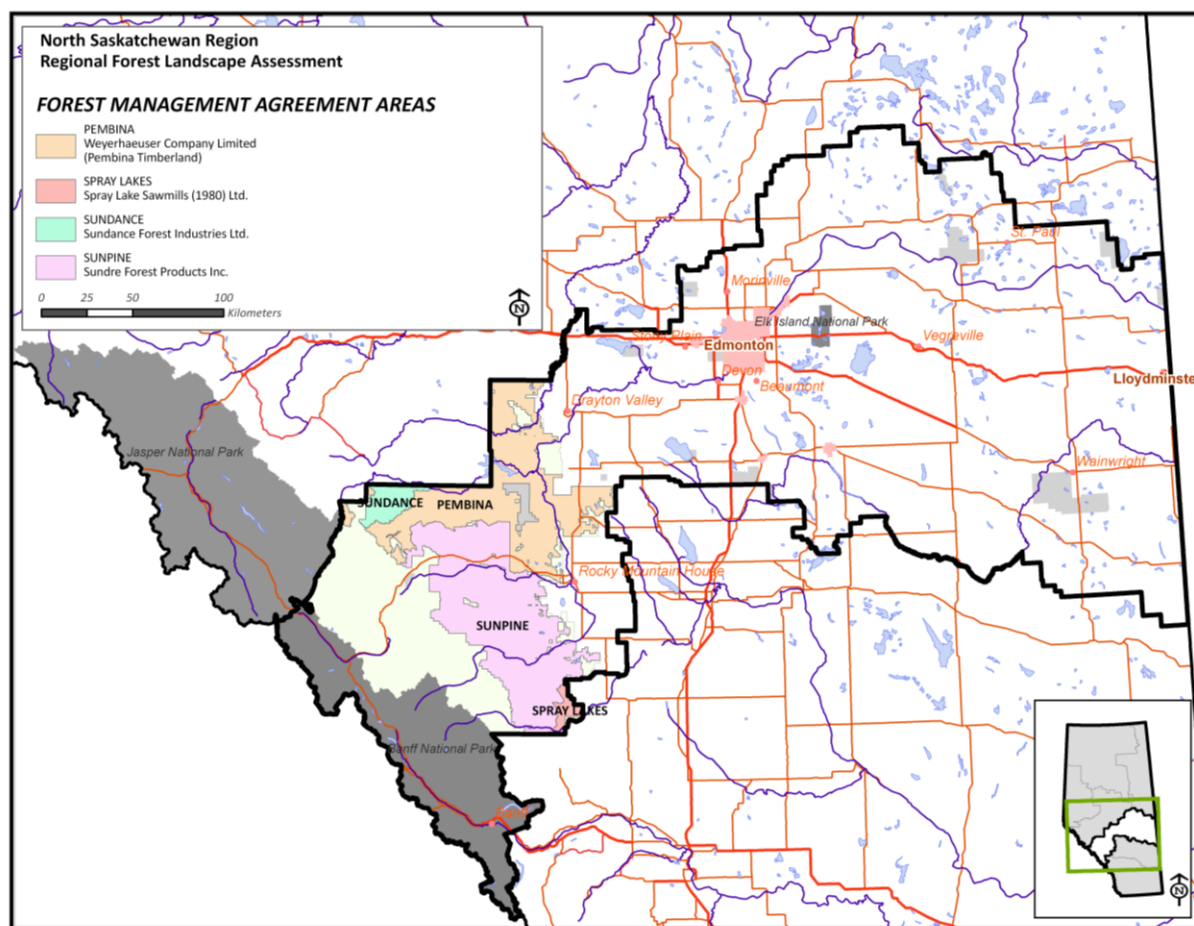 North Saskatchewan Region
Regional Forest Landscape Assessment
FOREST MANAGEMENT AGREEMENT AREAS
PEMBINA
Weyerhaeuser Company Limited
(Pembina Timberland)
SPRAY LAKES
Spray Lake Sawmills (1980) Ltd.
SUNDANCE
Sundance Forest Industries Ltd.
SUNPINE
Sundre Forest Products Inc.
0 25 50 100
Kilometers
N
St. Paul
Morinville
Elk Island National Park
Stony Plain
Edmonton
Vegreville
Devon
Beaumont
Lloydminste
Drayton Valley
Jasper National Park
Wainwright
SUNDANCE
PEMBINA
Rocky Mountain House
SUNPINE
SPRAY LAKES
Banff National Park
Banff
N